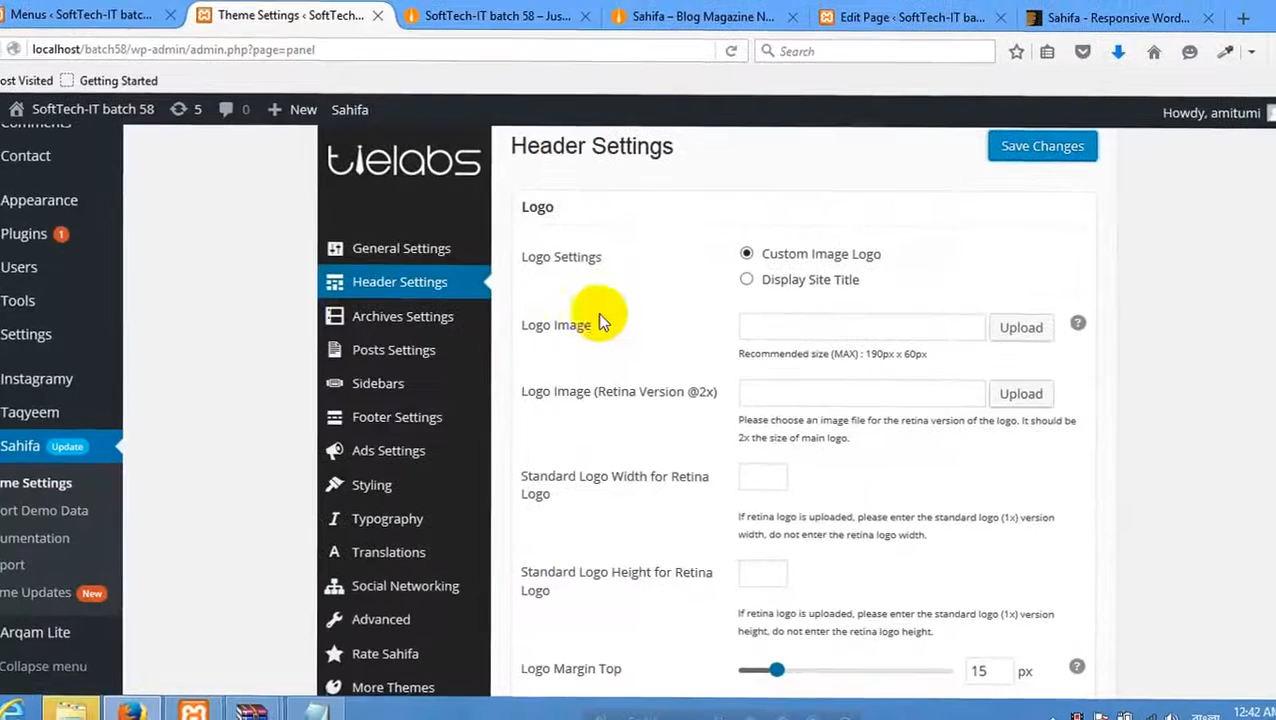 Menus ‹ SoftTech-IT batc...
Theme Settings ‹ SoftTech...
SoftTech-IT batch 58 – Jus...
Sahifa – Blog Magazine N...
Edit Page ‹ SoftTech-IT ba...
Sahifa - Responsive Word...
localhost/batch58/wp-admin/admin.php?page=panel
Search
ost Visited
Getting Started
SoftTech-IT batch 58
5
0
New
Sahifa
Howdy, amitumi
Comments
Contact
Appearance
Plugins 1
Users
Tools
Settings
Instagramy
Taqyeem
Sahifa Update
me Settings
ort Demo Data
umentation
port
me Updates New
Arqam Lite
Collapse menu
tielabs
General Settings
Header Settings
Archives Settings
Posts Settings
Sidebars
Footer Settings
Ads Settings
Styling
Typography
Translations
Social Networking
Advanced
Rate Sahifa
More Themes
Header Settings
Save Changes
Logo
Logo Settings
Custom Image Logo
Display Site Title
Logo Image
Upload
?
Recommended size (MAX) : 190px x 60px
Logo Image (Retina Version @2x)
Upload
Please choose an image file for the retina version of the logo. It should be
2x the size of main logo.
Standard Logo Width for Retina
Logo
If retina logo is uploaded, please enter the standard logo (1x) version
width, do not enter the retina logo width.
Standard Logo Height for Retina
Logo
If retina logo is uploaded, please enter the standard logo (1x) version
height, do not enter the retina logo height.
Logo Margin Top
15
px
?
বাংলা
12:42 AM